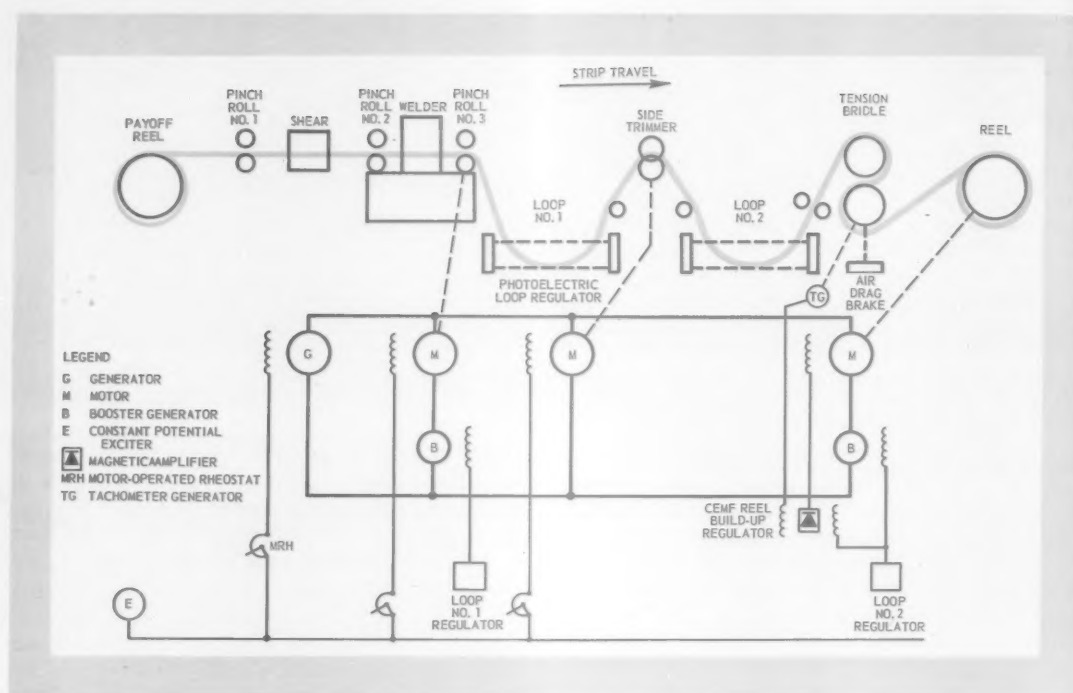 STRIP TRAVEL
PINCH
ROLL
NO. 1
SHEAR
PINCH
ROLL
NO. 2
WELDER
PINCH
ROLL
NO. 3
SIDE
TRIMMER
TENSION
BRIDLE
PAYOFF
REEL
REEL
LOOP
NO. 1
LOOP
NO. 2
PHOTOELECTRIC
LOOP REGULATOR
TG
AIR
DRAG
BRAKE
G
M
M
M
LEGEND
G GENERATOR
M MOTOR
B BOOSTER GENERATOR
E CONSTANT POTENTIAL
EXCITER
MAGNETICAAMPLIFIER
MRH MOTOR-OPERATED RHEOSTAT
TG TACHOMETER GENERATOR
B
B
CEMF REEL
BUILD-UP
REGULATOR
MRH
E
LOOP
NO. 1
REGULATOR
LOOP
NO. 2
REGULATOR